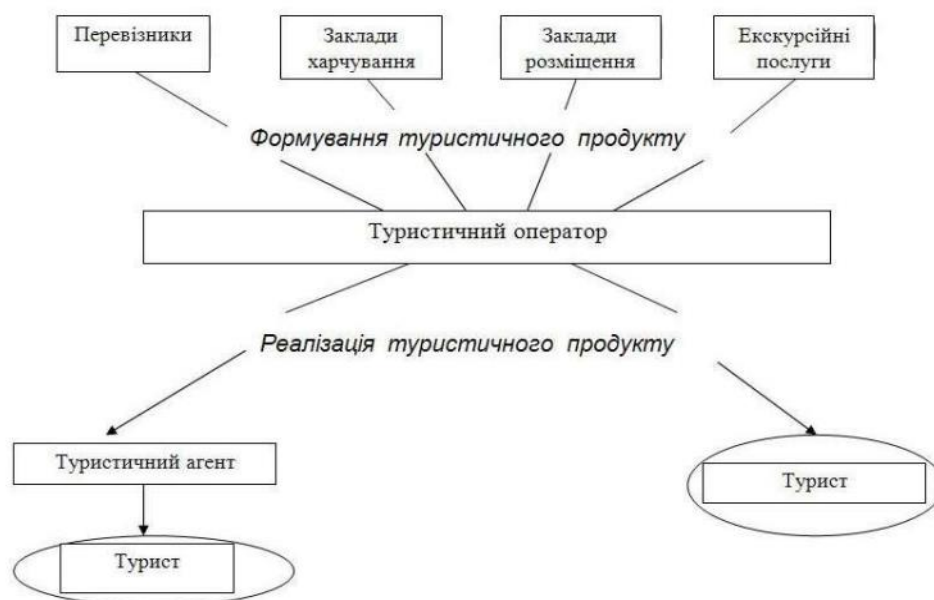 Перевізники
Заклади
харчування
Заклади
розміщення
Екскурсійні
послуги
Формування туристичного продукту
Туристичний оператор
Реалізація туристичного продукту
Туристичний агент
Турист
Турист